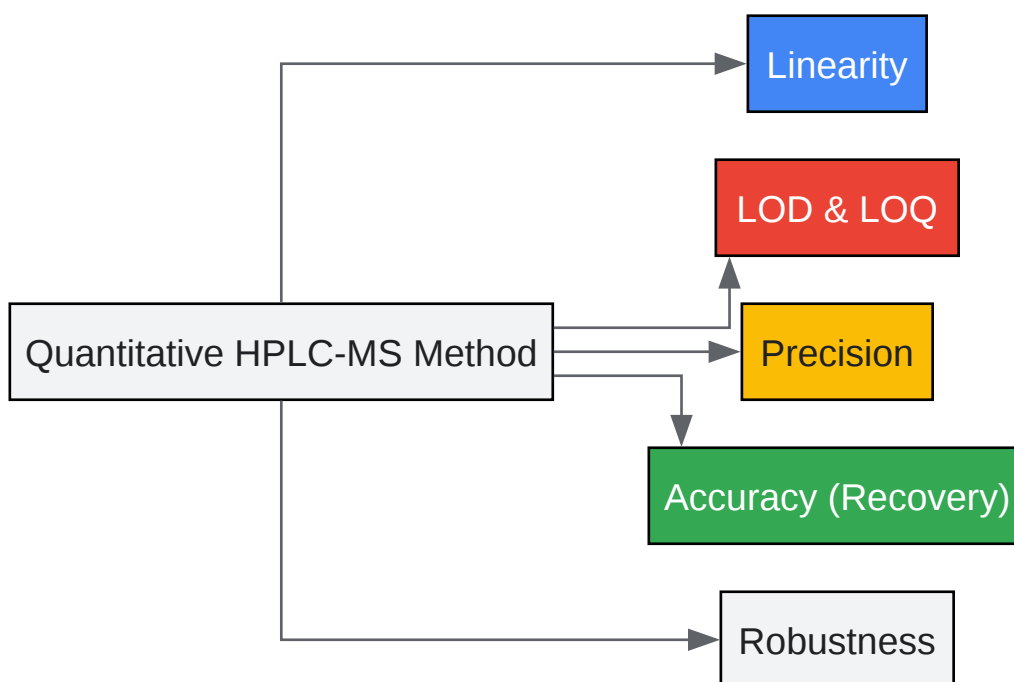 Linearity
LOD & LOQ
Quantitative HPLC-MS Method
Precision
Accuracy (Recovery)
Robustness